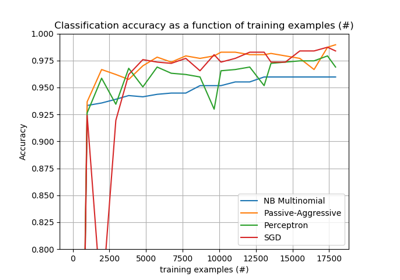 Classification accuracy as a function of training examples (#)
1.000
0.975
0.950
0.925
0.900
0.875
0.850
0.825
0.800
Accuracy
0 2500 5000 7500 10000 12500 15000 17500
training examples (#)
NB Multinomial
Passive-Aggressive
Perceptron
SGD